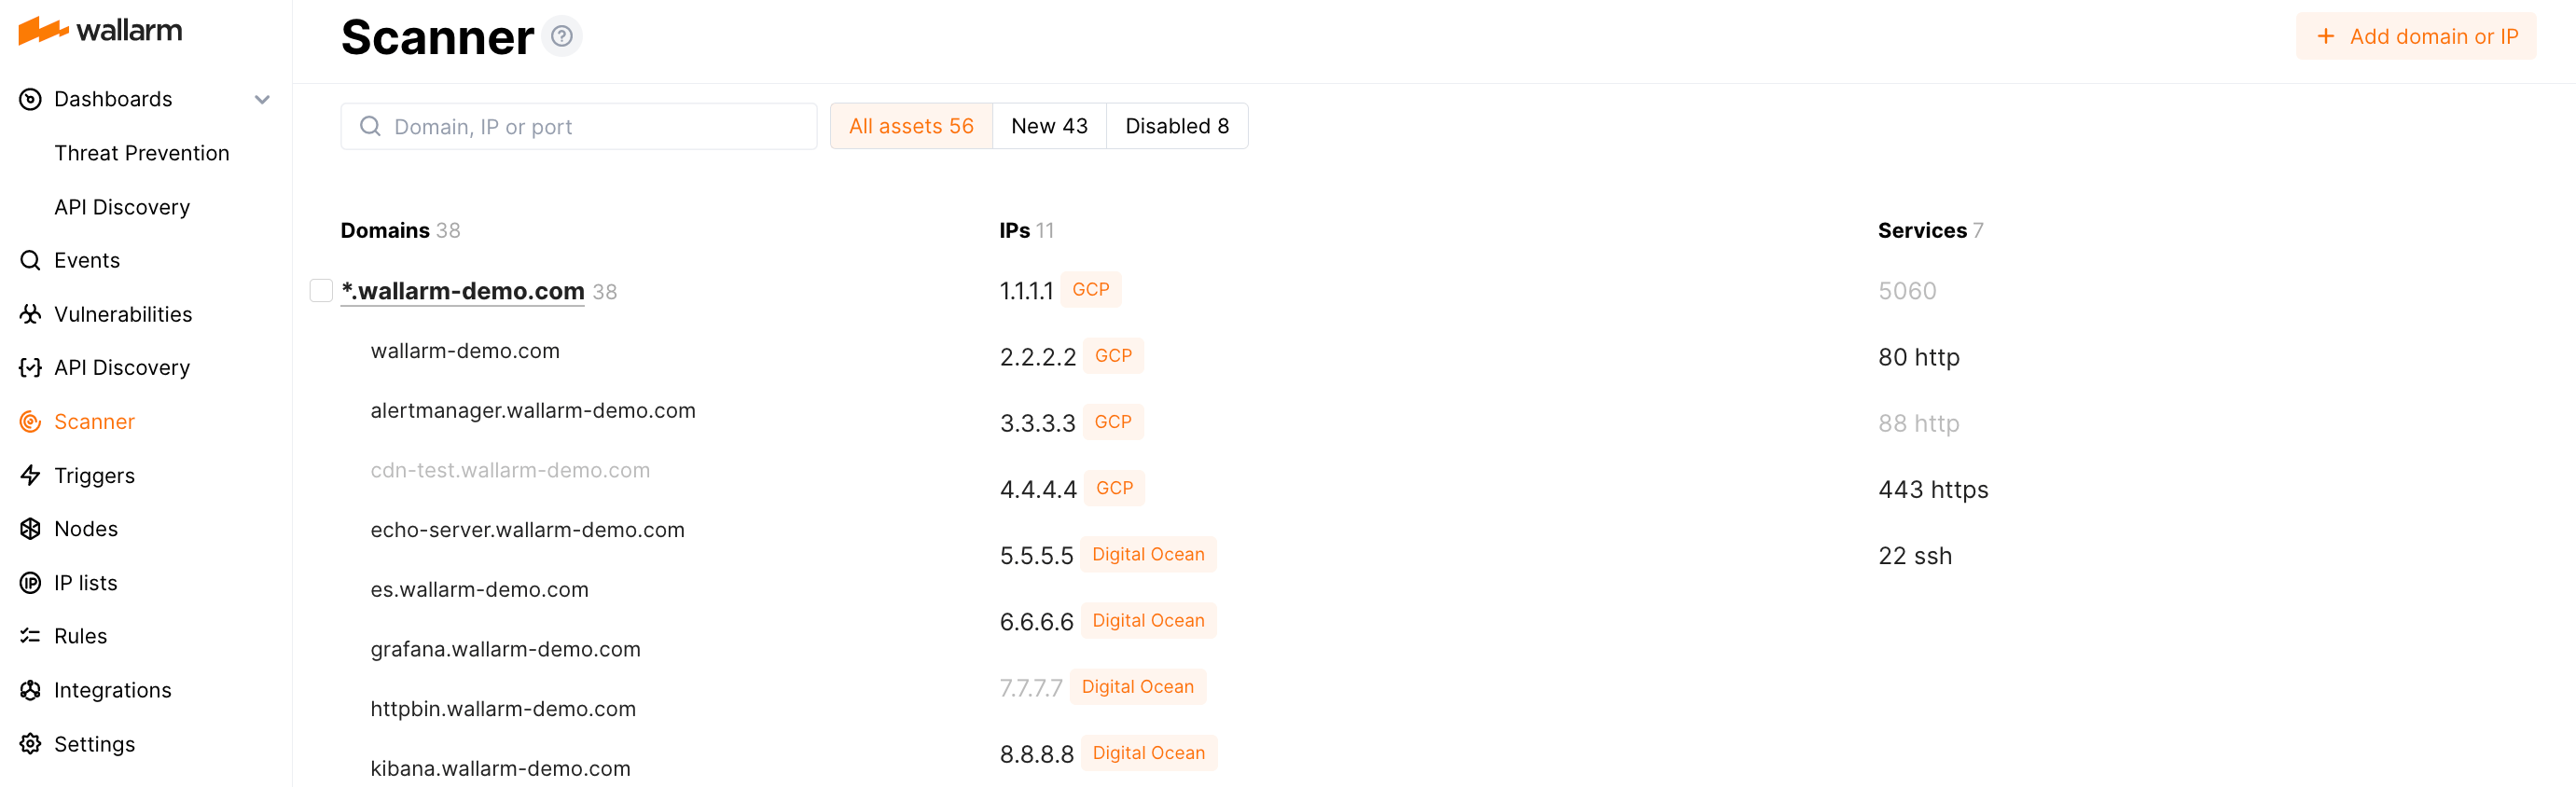 wallarm
Dashboards
Threat Prevention
API Discovery
Events
Vulnerabilities
API Discovery
Scanner
Triggers
Nodes
IP lists
Rules
Integrations
Settings
Scanner ?
+ Add domain or IP
Domain, IP or port
All assets 56
New 43
Disabled 8
Domains 38
*.wallarm-demo.com 38
wallarm-demo.com
alertmanager.wallarm-demo.com
cdn-test.wallarm-demo.com
echo-server.wallarm-demo.com
es.wallarm-demo.com
grafana.wallarm-demo.com
httpbin.wallarm-demo.com
kibana.wallarm-demo.com
IPs 11
1.1.1.1 GCP
2.2.2.2 GCP
3.3.3.3 GCP
4.4.4.4 GCP
5.5.5.5 Digital Ocean
6.6.6.6 Digital Ocean
7.7.7.7 Digital Ocean
8.8.8.8 Digital Ocean
Services 7
5060
80 http
88 http
443 https
22 ssh